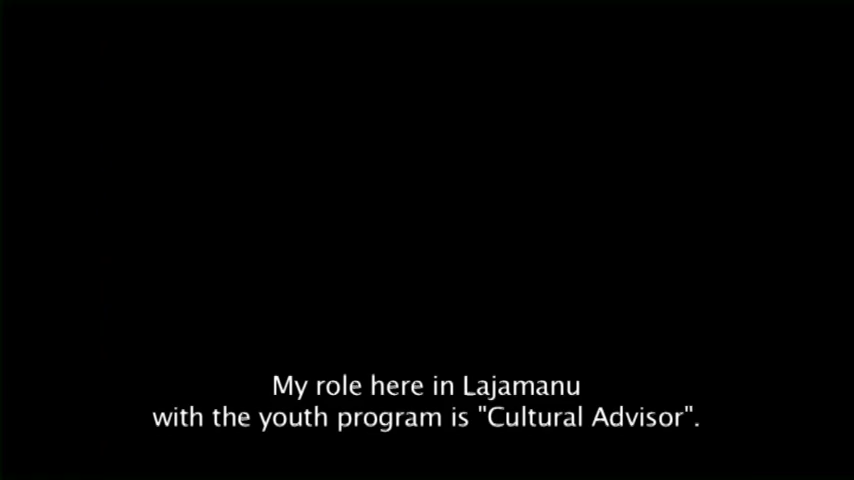 My role here in Lajamanu
with the youth program is "Cultural Advisor".